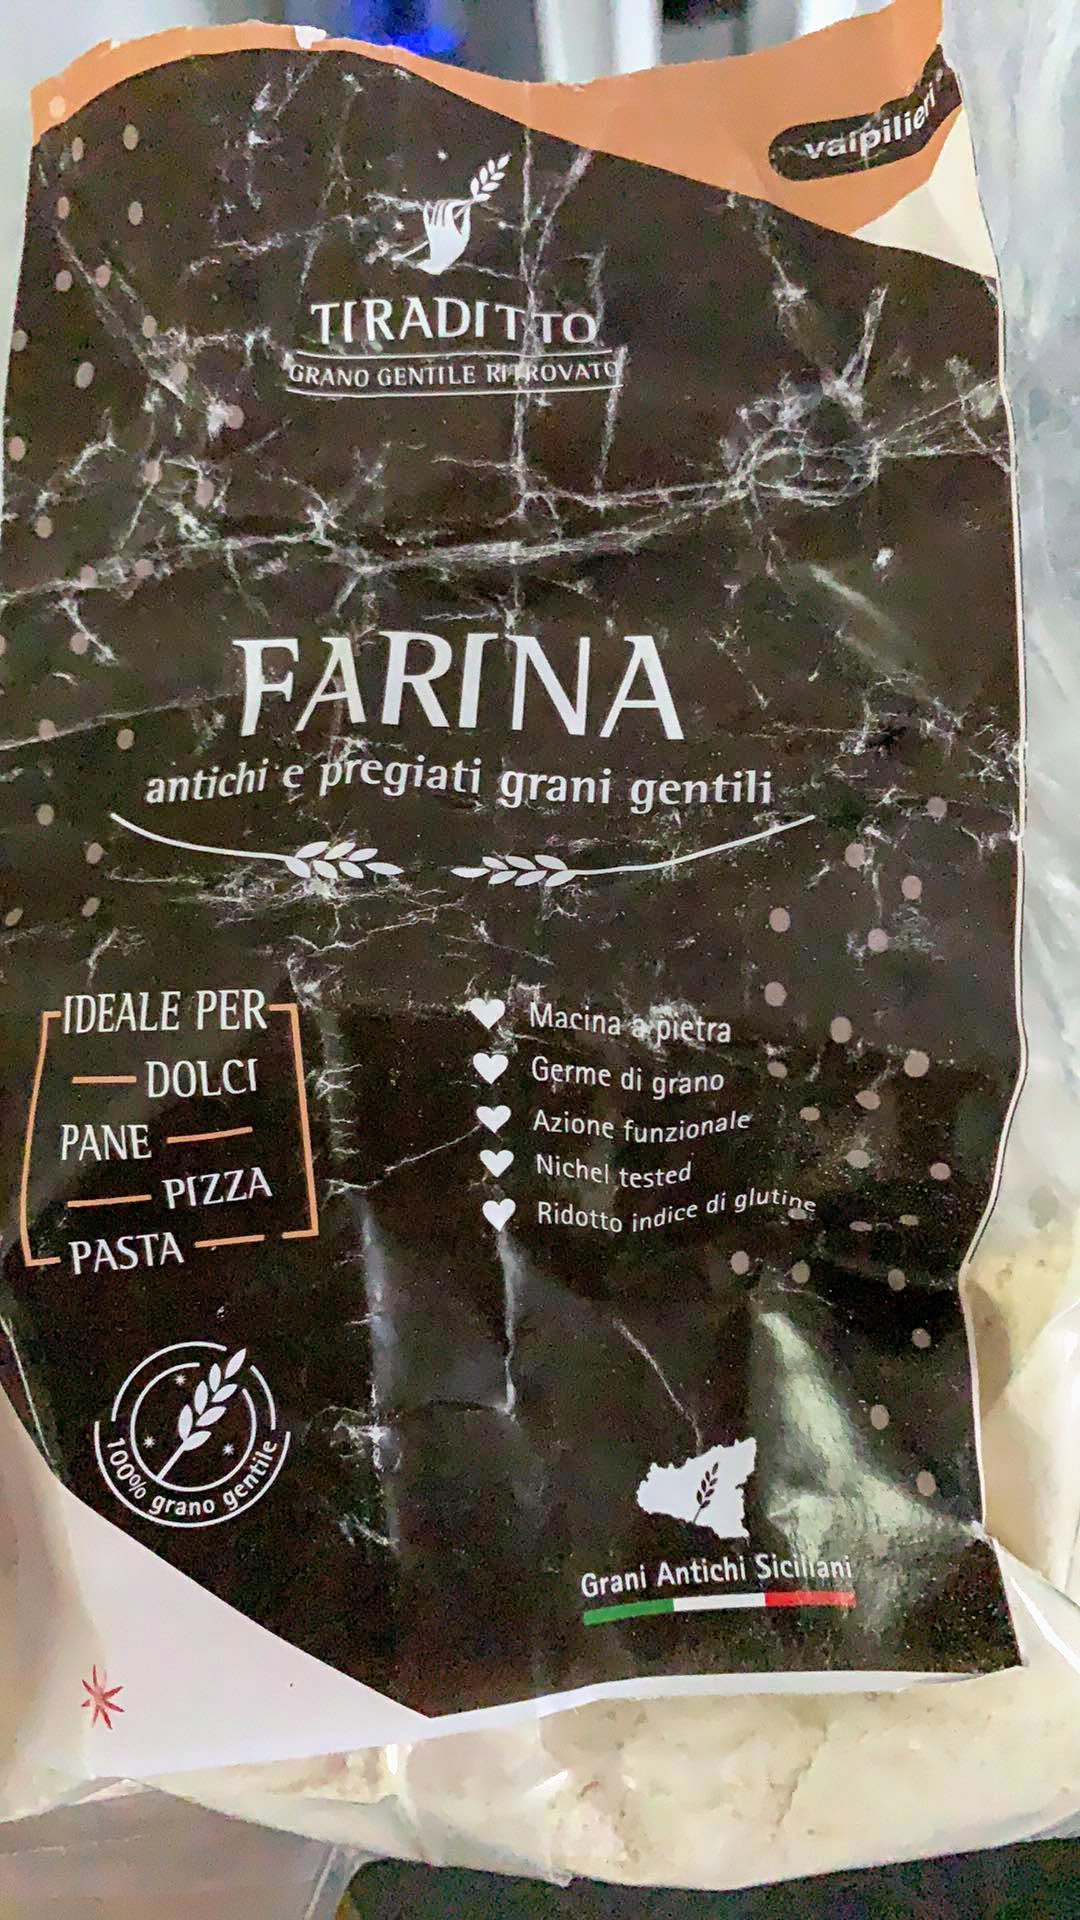 vaipilieri
TIRADITTO
GRANO GENTILE RITROVATO
FARINA
antichi e pregiati grani gentili
IDEALE PER
DOLCI
PANE
PIZZA
PASTA
Macina a pietra
Germe di grano
Azione funzionale
Nichel tested
Ridotto indice di glutine
100% grano gentile
Grani Antichi Siciliani